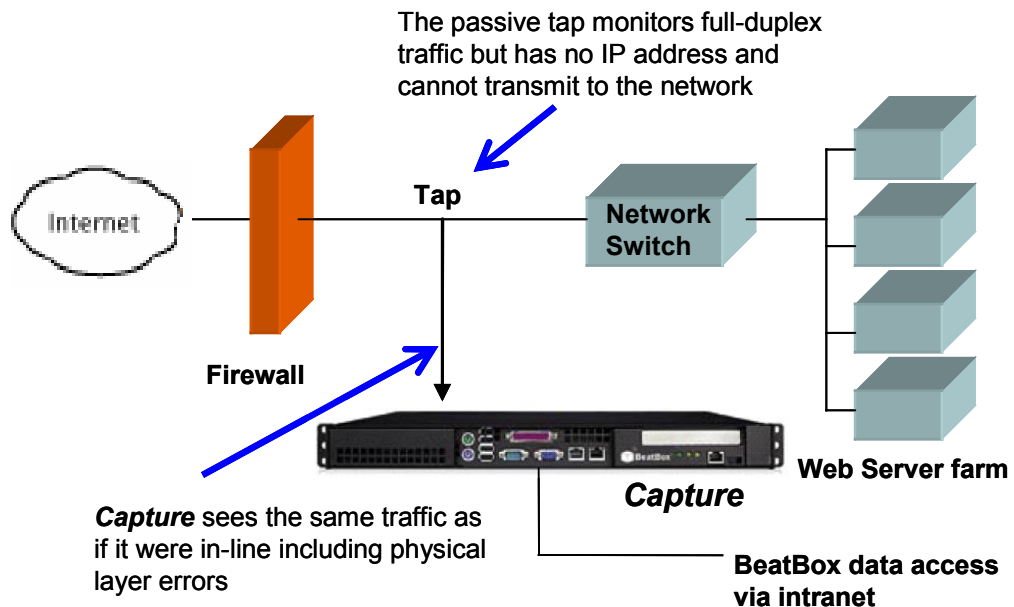 The passive tap monitors full-duplex
traffic but has no IP address and
cannot transmit to the network
Internet
Tap
Network
Switch
Firewall
BeatBox
Web Server farm
Capture
Capture sees the same traffic as
if it were in-line including physical
layer errors
BeatBox data access
via intranet